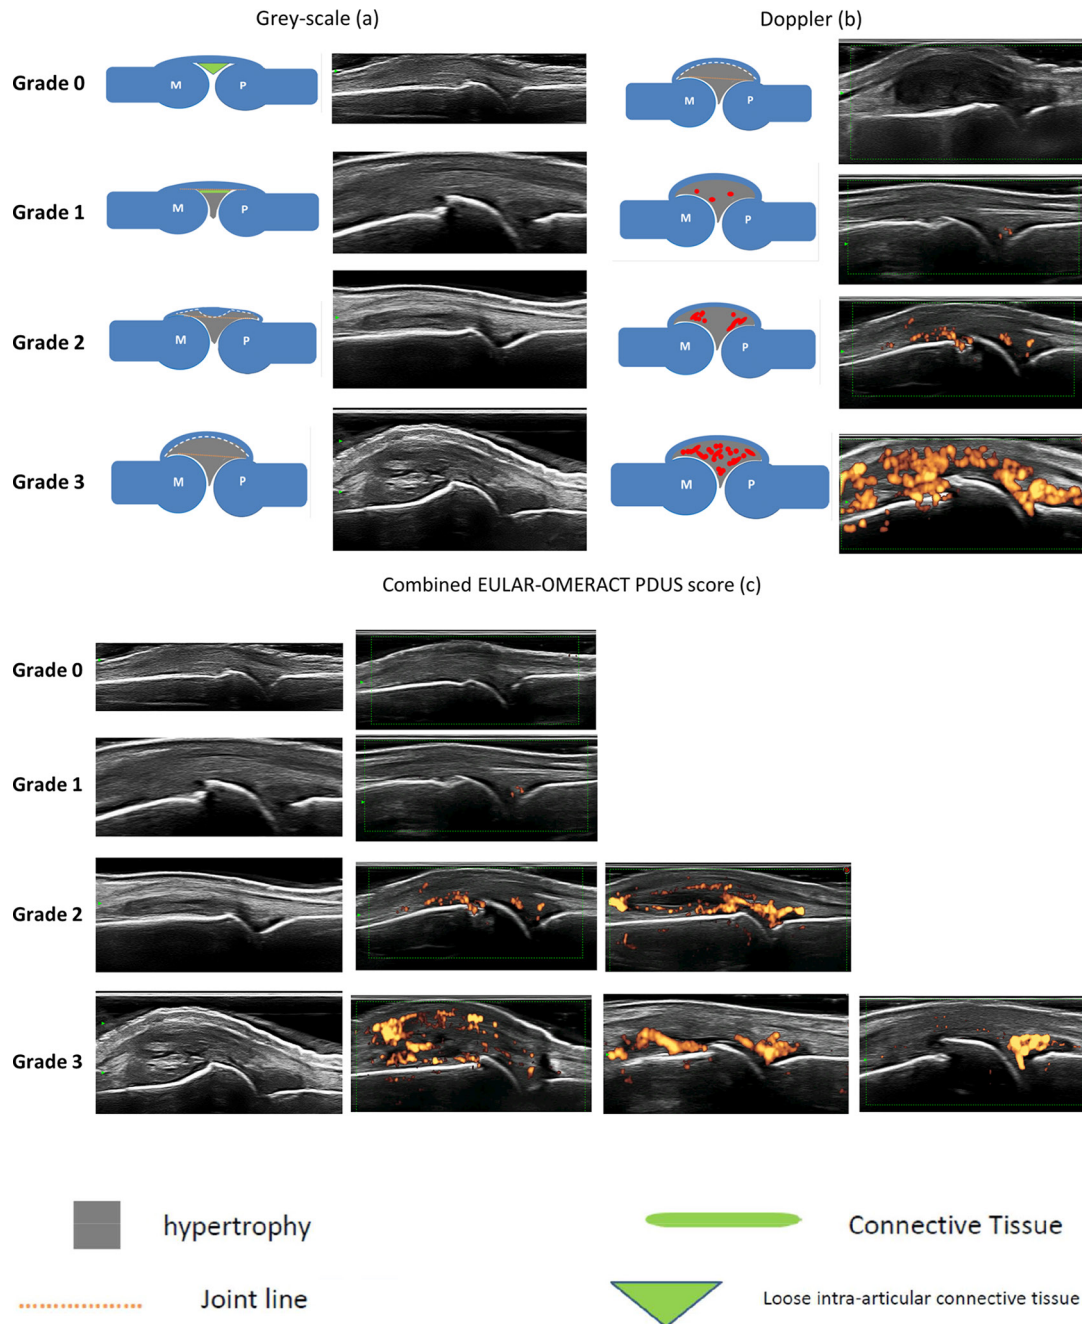 Grey-scale (a)
Doppler (b)
Grade 0
M P
M P
Grade 1
M P
M P
Grade 2
M P
M P
Grade 3
M P
M P
Combined EULAR-OMERACT PDUS score (c)
Grade 0
Grade 1
Grade 2
Grade 3
hypertrophy
Connective Tissue
Joint line
Loose intra-articular connective tissue